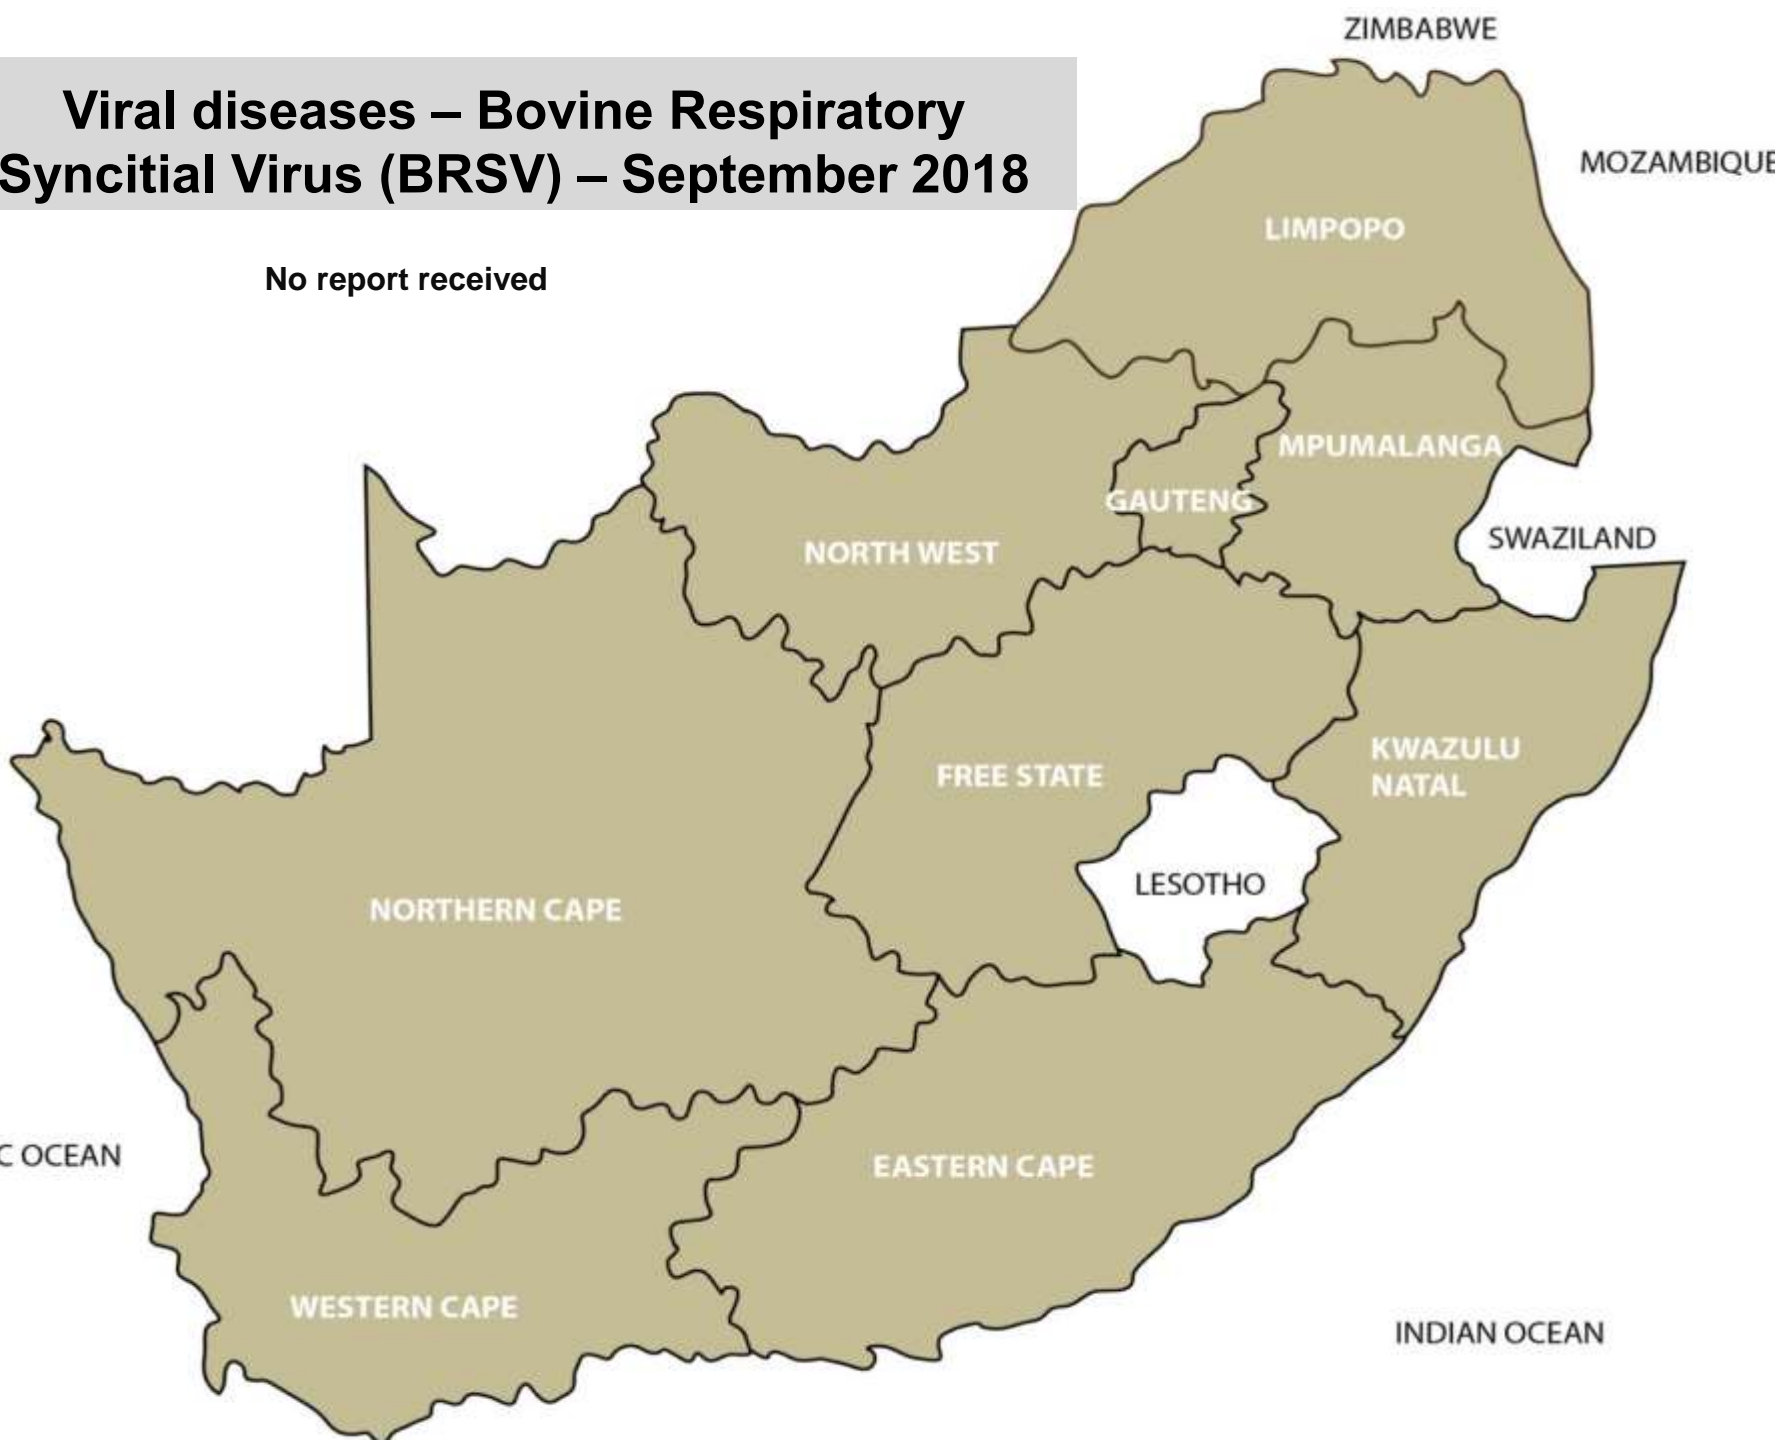 ZIMBABWE
Viral diseases – Bovine Respiratory
Syncitial Virus (BRSV) – September 2018
MOZAMBIQUE
LIMPOPO
No report received
MPUMALANGA
GAUTENG
SWAZILAND
NORTH WEST
KWAZULU
NATAL
FREE STATE
LESOTHO
NORTHERN CAPE
C OCEAN
EASTERN CAPE
WESTERN CAPE
INDIAN OCEAN